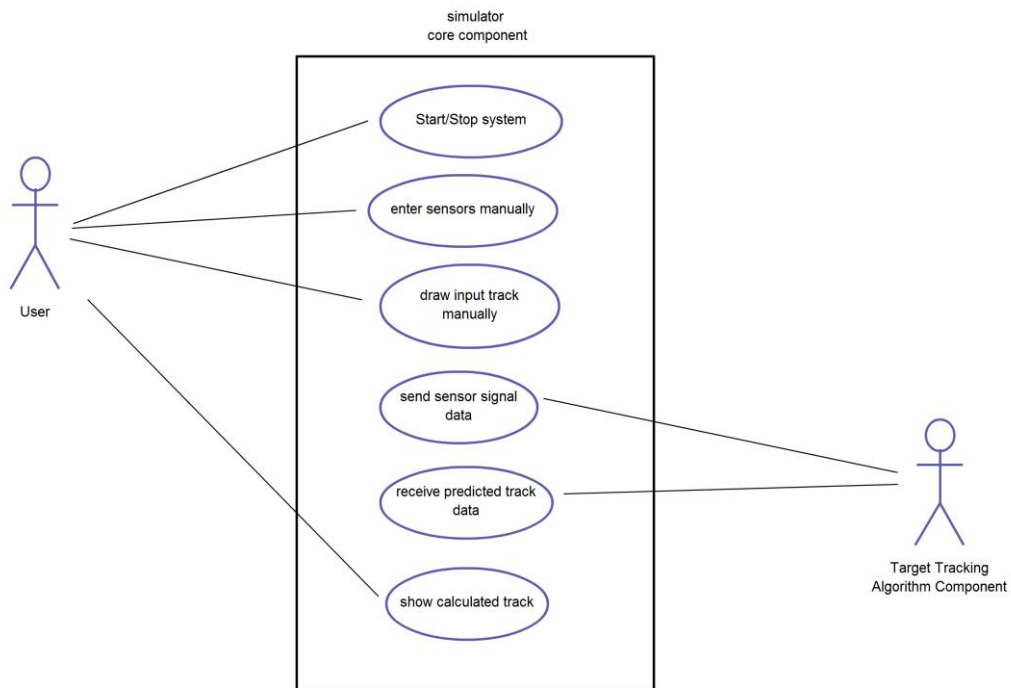 simulator
core component
Start/Stop system
enter sensors manually
draw input track
manually
send sensor signal
data
receive predicted track
data
show calculated track
User
Target Tracking
Algorithm Component